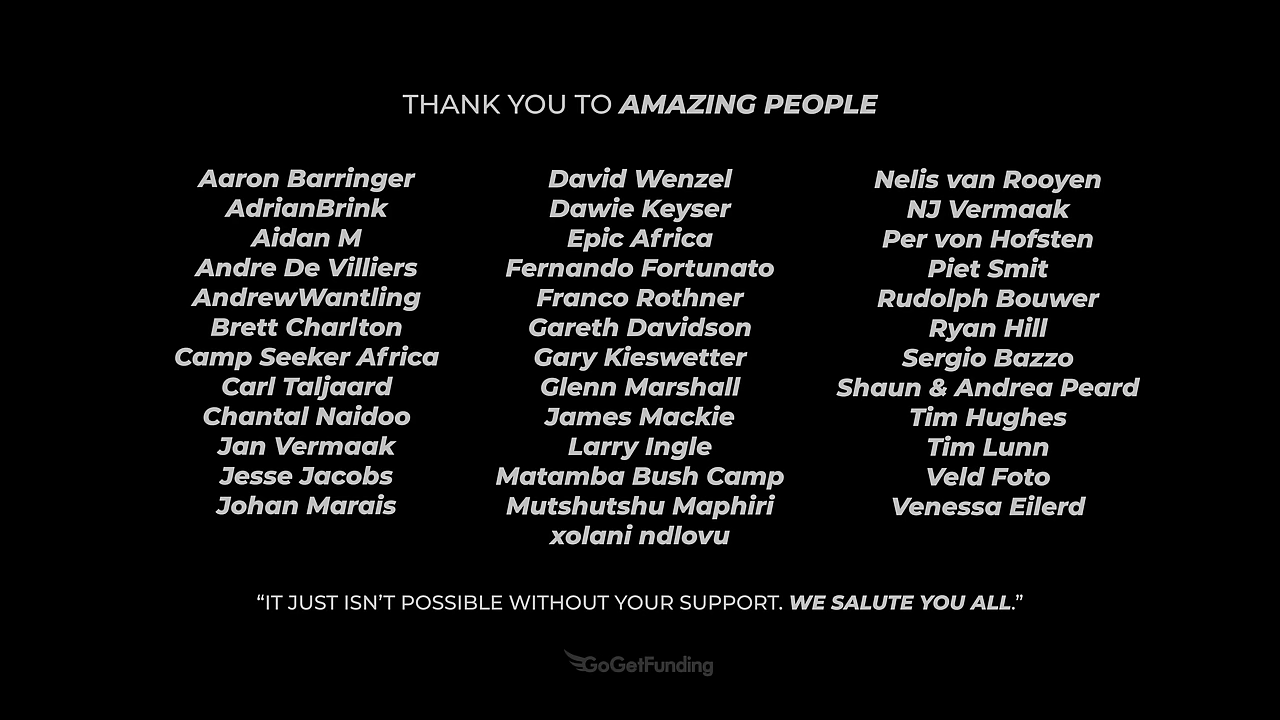 THANK YOU TO AMAZING PEOPLE
Aaron Barringer
AdrianBrink
Aidan M
Andre De Villiers
AndrewWantling
Brett Charlton
Camp Seeker Africa
Carl Taljaard
Chantal Naidoo
Jan Vermaak
Jesse Jacobs
Johan Marais
David Wenzel
Dawie Keyser
Epic Africa
Fernando Fortunato
Franco Rothner
Gareth Davidson
Gary Kieswetter
Glenn Marshall
James Mackie
Larry Ingle
Matamba Bush Camp
Mutshutshu Maphiri
xolani ndlovu
Nelis van Rooyen
NJ Vermaak
Per von Hofsten
Piet Smit
Rudolph Bouwer
Ryan Hill
Sergio Bazzo
Shaun & Andrea Peard
Tim Hughes
Tim Lunn
Veld Foto
Venessa Eilerd
“IT JUST ISN’T POSSIBLE WITHOUT YOUR SUPPORT. WE SALUTE YOU ALL.”
GoGetFunding